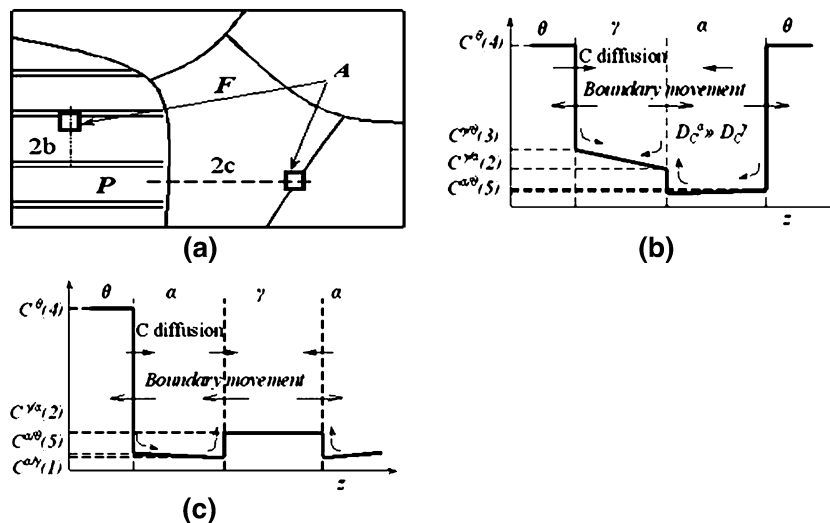 A
F
2b
2c
P
(a)
θ γ α θ
C^θ(4)
C diffusion
Boundary movement
D_C^α» D_C^γ
C^γ/θ(3)
C^γ/α(2)
C^α/θ(5)
z
(b)
θ α γ α
C^θ(4)
C diffusion
Boundary movement
C^γ/α(2)
C^α/θ(5)
C^α/γ(1)
z
(c)